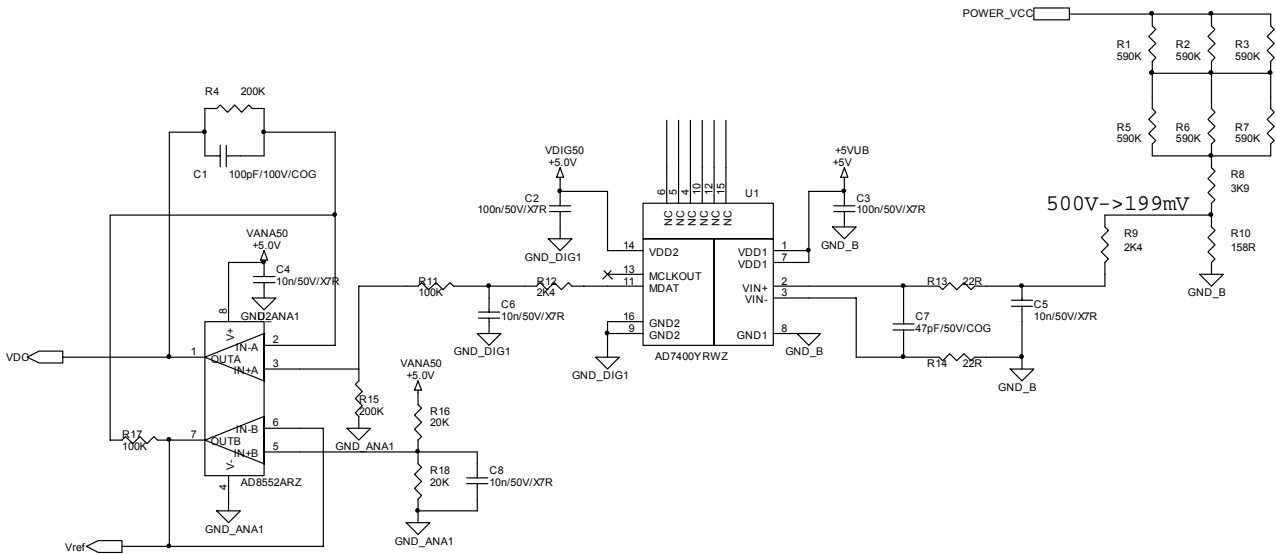 POWER_VCC
R1
590K
R2
590K
R3
590K
R5
590K
R6
590K
R7
590K
R8
3K9
500V->199mV
R9
2K4
R10
158R
GND_B
R4 200K
C1 100pF/100V/COG
VANA50
+5.0V
C4
10n/50V/X7R
GND2ANA1
8
V+
VDC
1
OUTA
IN-A
2
IN+A
3
R17
100K
7
OUTB
IN-B
6
IN+B
5
V-
4
AD8552ARZ
GND_ANA1
Vref
R15
200K
GND_ANA1
VANA50
+5.0V
R16
20K
R18
20K
C8
10n/50V/X7R
GND_ANA1
R11
100K
C6
10n/50V/X7R
GND_DIG1
R12
2K4
VDIG50
+5.0V
C2
100n/50V/X7R
GND_DIG1
6 5 4 10 12 15
NC NC NC NC NC NC
U1
14 VDD2
13 MCLKOUT
11 MDAT
16 GND2
9 GND2
GND_DIG1
VDD1 1
VDD1 7
VIN+ 2
VIN- 3
GND1 8
GND_B
AD7400YRWZ
+5VUB
+5V
C3
100n/50V/X7R
GND_B
R13 22R
C7
47pF/50V/COG
R14 22R
C5
10n/50V/X7R
GND_B